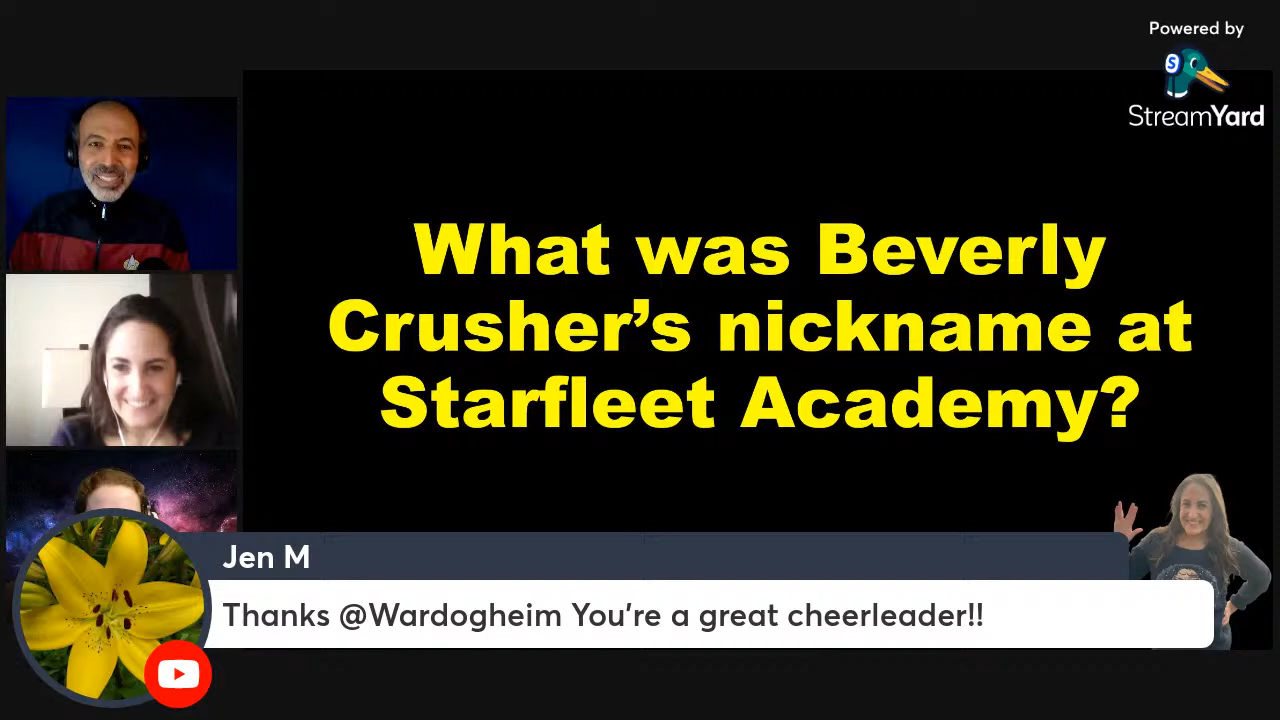 Powered by
StreamYard
What was Beverly
Crusher’s nickname at
Starfleet Academy?
Jen M
Thanks @Wardogheim You’re a great cheerleader!!